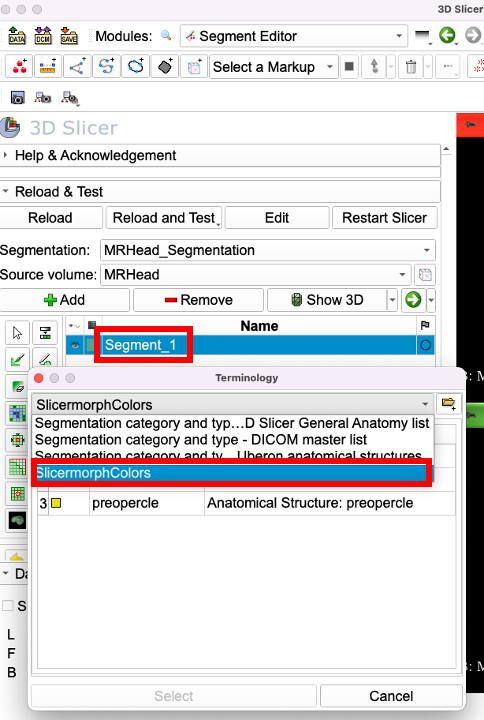 3D Slicer
DATA DCM SAVE Modules: Segment Editor
Select a Markup
3D Slicer
Help & Acknowledgement
Reload & Test
Reload Reload and Test Edit Restart Slicer
Segmentation: MRHead_Segmentation
Source volume: MRHead
Add Remove Show 3D
Name
Segment_1
Terminology
SlicermorphColors
Segmentation category and typ...D Slicer General Anatomy list
Segmentation category and type - DICOM master list
Segmentation category and ty... Uberon anatomical structures
SlicermorphColors
3 preopercle Anatomical Structure: preopercle
Da
S
L
F
B
Select Cancel